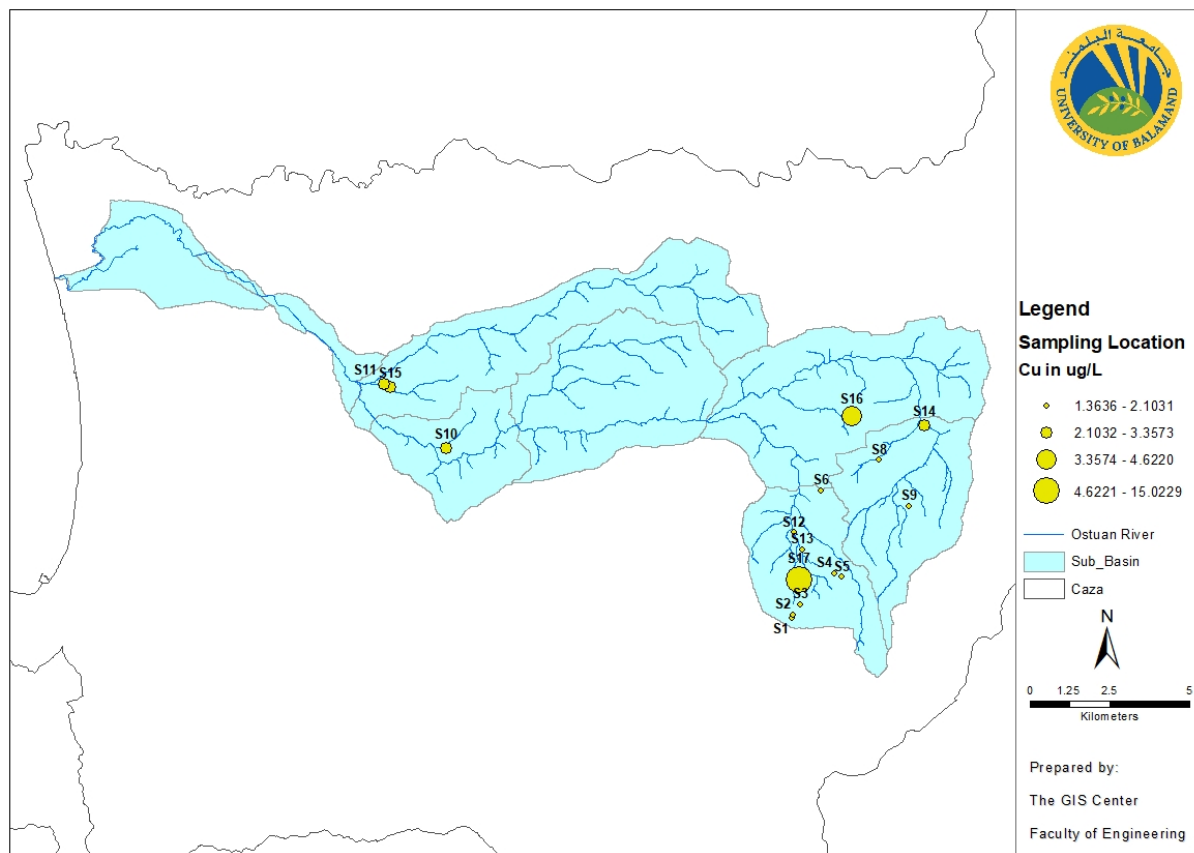 جامعة البلمند
UNIVERSITY OF BALAMAND
S11
S15
S10
S16
S14
S8
S6
S9
S12
S13
S17
S4
S5
S3
S2
S1
Legend
Sampling Location
Cu in ug/L
1.3636 - 2.1031
2.1032 - 3.3573
3.3574 - 4.6220
4.6221 - 15.0229
Ostuan River
Sub_Basin
Caza
N
0 1.25 2.5 5
Kilometers
Prepared by:
The GIS Center
Faculty of Engineering